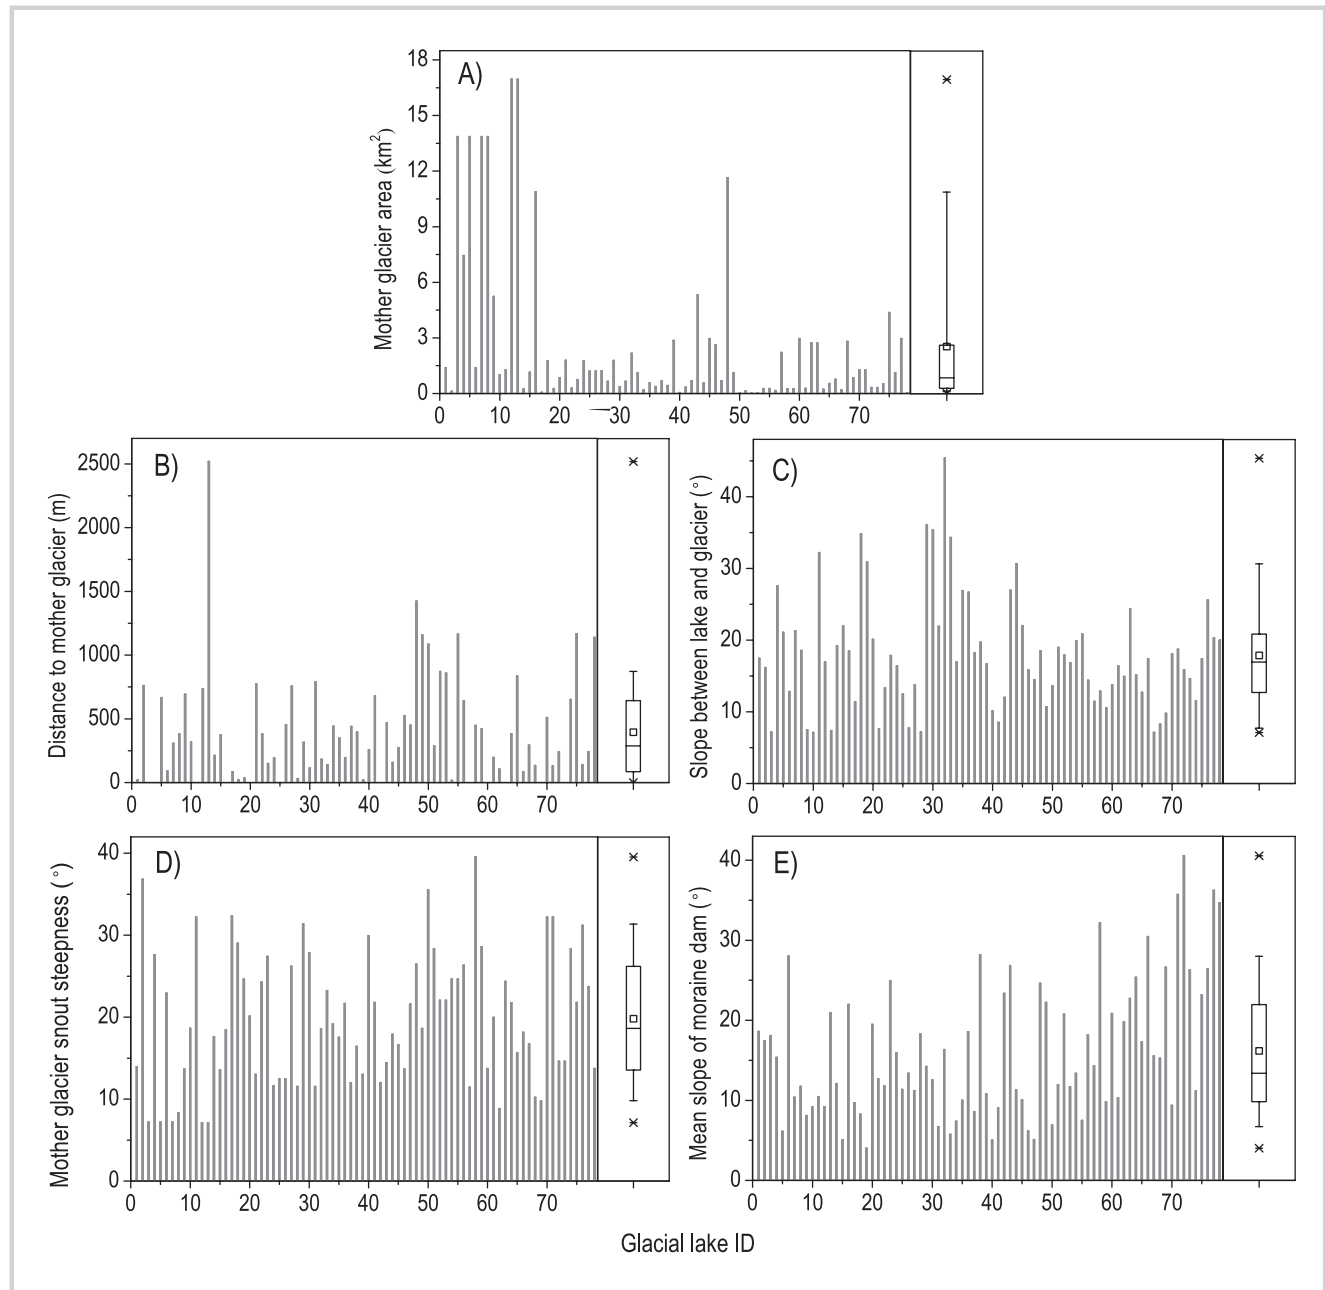 A)
Mother glacier area (km²)
18
15
12
9
6
3
0
0 10 20 30 40 50 60 70
B)
Distance to mother glacier (m)
2500
2000
1500
1000
500
0
0 10 20 30 40 50 60 70
C)
Slope between lake and glacier (°)
40
30
20
10
0
0 10 20 30 40 50 60 70
D)
Mother glacier snout steepness (°)
40
30
20
10
0
0 10 20 30 40 50 60 70
E)
Mean slope of moraine dam (°)
40
30
20
10
0
0 10 20 30 40 50 60 70
Glacial lake ID